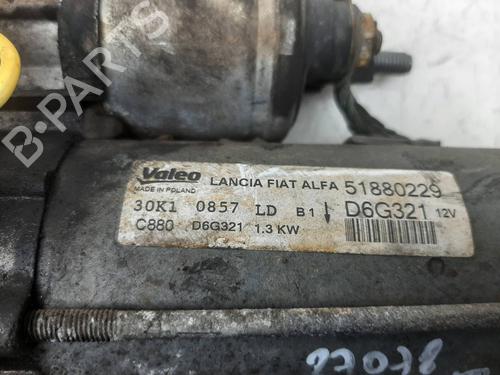 B-PARTS
Valeo LANCIA FIAT ALFA 51880229
MADE IN POLAND
30K1 0857 LD B1 D6G321 12V
C880 D6G321 1.3 KW
27078